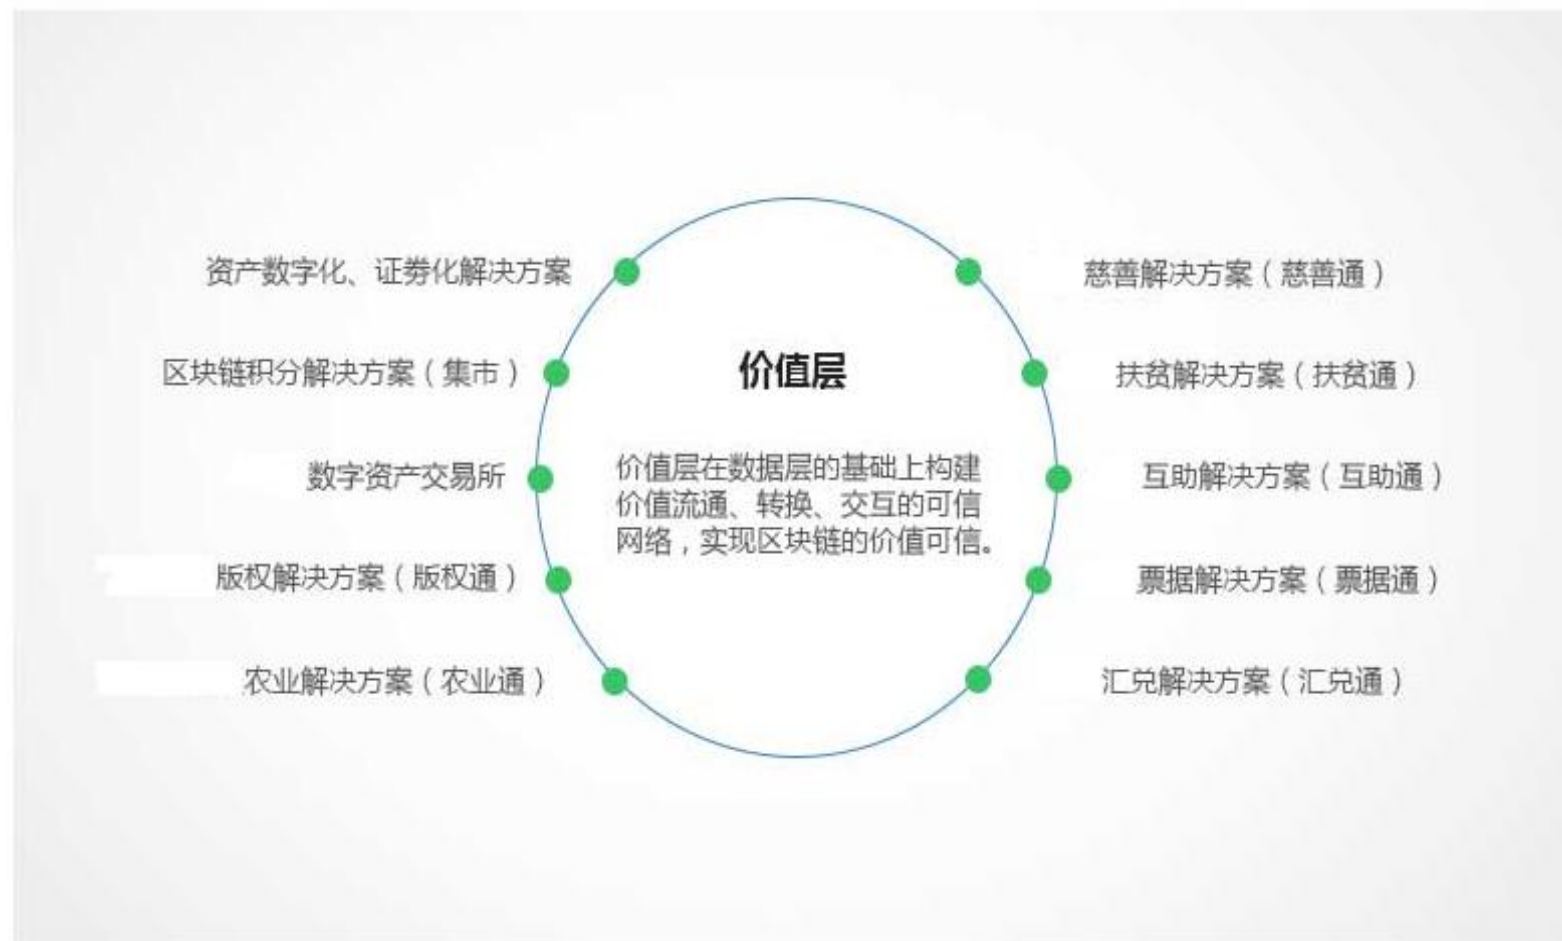 资产数字化、证劵化解决方案
区块链积分解决方案（集市）
数字资产交易所
版权解决方案（版权通）
农业解决方案（农业通）
价值层
价值层在数据层的基础上构建
价值流通、转换、交互的可信
网络，实现区块链的价值可信。
慈善解决方案（慈善通）
扶贫解决方案（扶贫通）
互助解决方案（互助通）
票据解决方案（票据通）
汇兑解决方案（汇兑通）